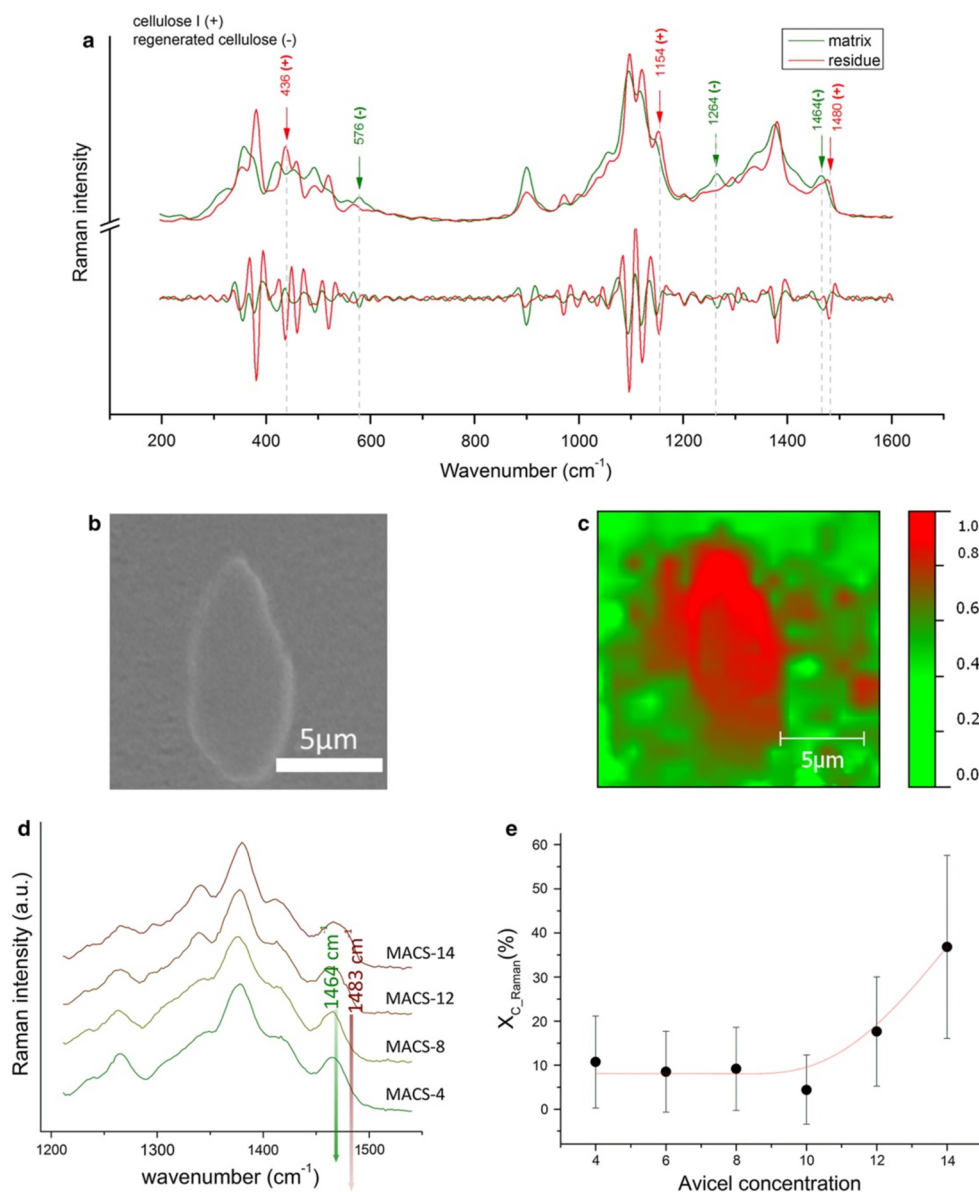 cellulose I (+)
regenerated cellulose (-)
a
matrix
residue
436 (+)
576 (-)
1154 (+)
1264 (-)
1464(-)
1480 (+)
Raman intensity
200 400 600 800 1000 1200 1400 1600
Wavenumber (cm⁻¹)
b
5µm
c
5µm
1.0
0.8
0.6
0.4
0.2
0.0
d
Raman intensity (a.u.)
1464 cm⁻¹
1483 cm⁻¹
MACS-14
MACS-12
MACS-8
MACS-4
1200 1300 1400 1500
wavenumber (cm⁻¹)
e
X_C_Raman(%)
60
50
40
30
20
10
0
4 6 8 10 12 14
Avicel concentration